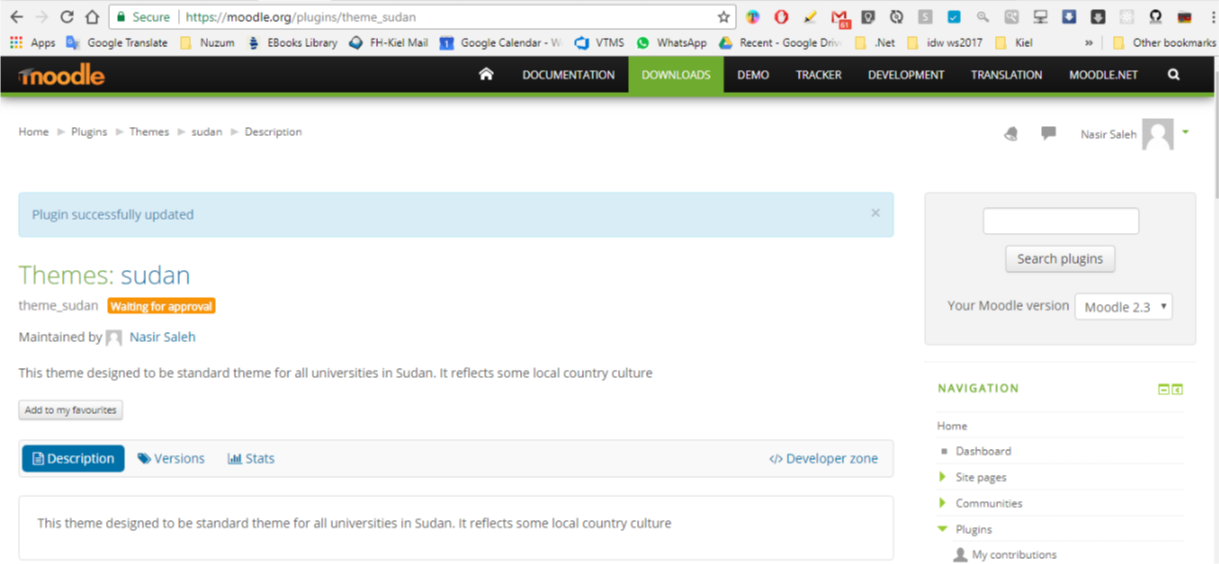 Secure https://moodle.org/plugins/theme_sudan
61
Apps Google Translate Nuzum EBooks Library FH-Kiel Mail Google Calendar - W VTMS WhatsApp Recent - Google Driv .Net idw ws2017 Kiel » Other bookmarks
moodle DOCUMENTATION DOWNLOADS DEMO TRACKER DEVELOPMENT TRANSLATION MOODLE.NET
Home Plugins Themes sudan Description
Nasir Saleh
Plugin successfully updated ×
Search plugins
Your Moodle version Moodle 2.3
Themes: sudan
theme_sudan Waiting for approval
Maintained by Nasir Saleh
This theme designed to be standard theme for all universities in Sudan. It reflects some local country culture
Add to my favourites
Description Versions Stats </> Developer zone
This theme designed to be standard theme for all universities in Sudan. It reflects some local country culture
NAVIGATION
Home
Dashboard
Site pages
Communities
Plugins
My contributions